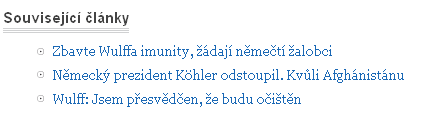 Související články
Zbavte Wulffa imunity, žádají němečtí žalobci
Německý prezident Köhler odstoupil. Kvůli Afghánistánu
Wulff: Jsem přesvědčen, že budu očištěn